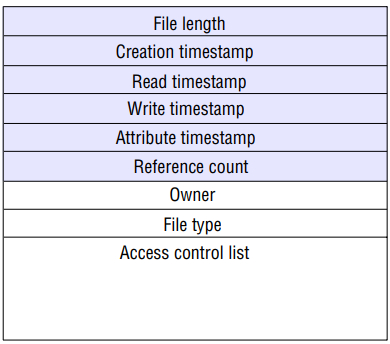 File length
Creation timestamp
Read timestamp
Write timestamp
Attribute timestamp
Reference count
Owner
File type
Access control list